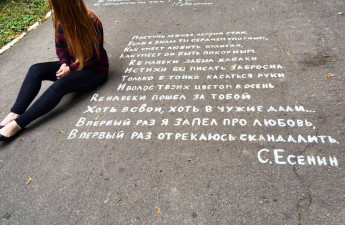 Поступь нежная, легкий стан,
Если б знала ты сердцем упорным,
Как умеет любить хулиган,
Как умеет он быть покорным.
Я б навеки забыл кабаки
И стихи бы писать забросил
Только б тонко касаться руки
И волос твоих цветом в осень
Я б навеки пошел за тобой
Хоть в свои, хоть в чужие дали...
В первый раз я запел про любовь,
В первый раз отрекаюсь скандалить.
С. Есенин